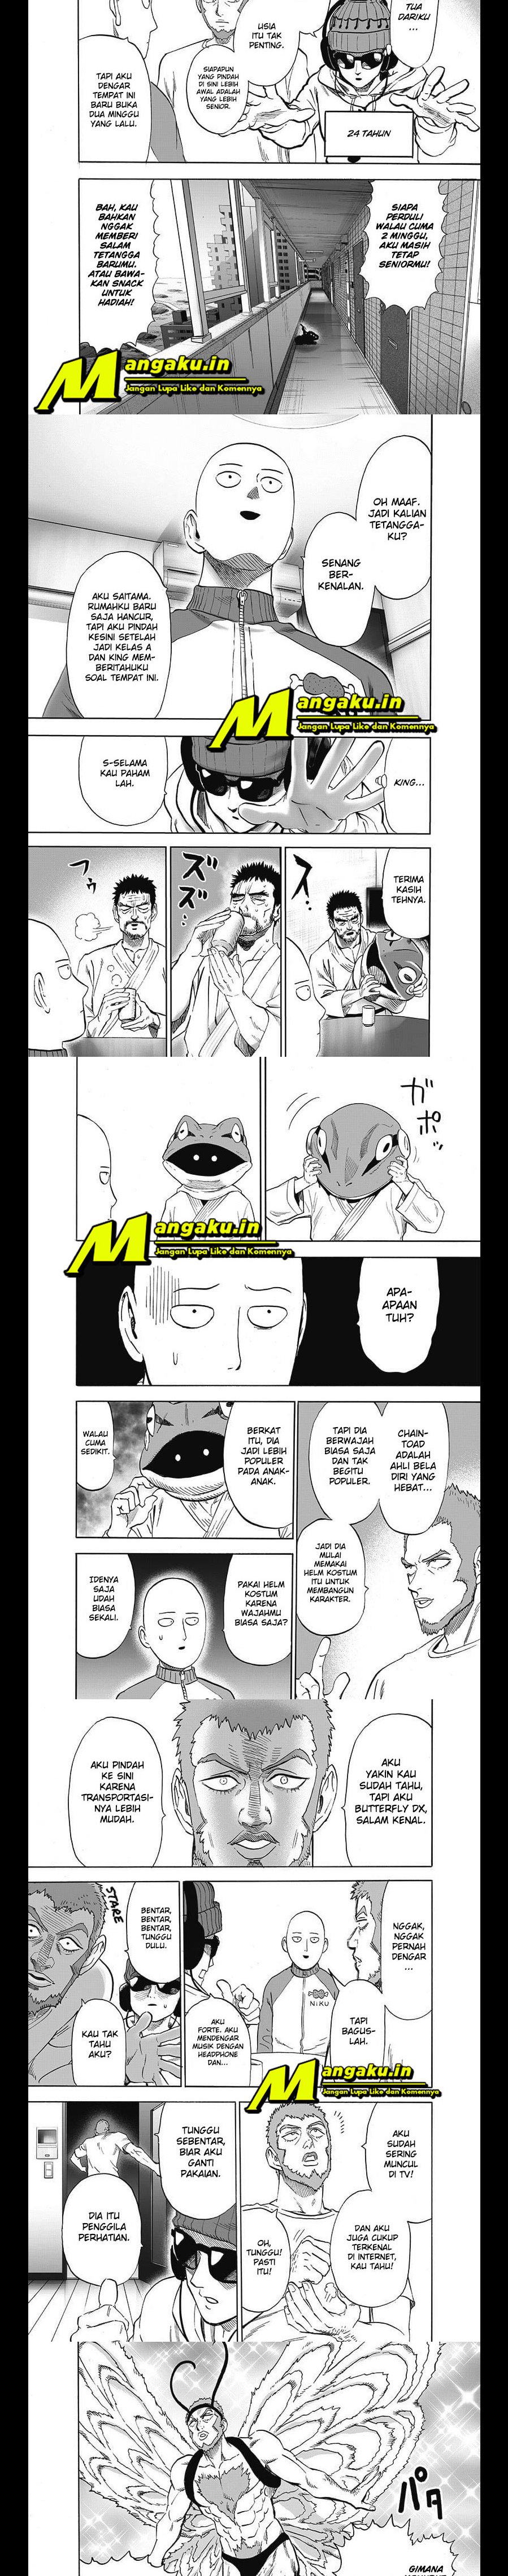 TUA
DARIKU
...
USIA
ITU TAK
PENTING.
SIAPAPUN
YANG PINDAH
DI SINI LEBIH
AWAL ADALAH
YANG LEBIH
SENIOR.
TAPI AKU
DENGAR
TEMPAT INI
BARU BUKA
DUA MINGGU
YANG LALU.
24 TAHUN
SIAPA
PERDULI
WALAU CUMA
2 MINGGU,
AKU MASIH
TETAP
SENIORMU!
BAH, KAU
BAHKAN
NGGAK
MEMBERI
SALAM
TETANGGA
BARUMU.
ATAU BAWA-
KAN SNACK
UNTUK
HADIAH!
Mangaku.in
Jangan Lupa Like dan Komennya
OH MAAF.
JADI KALIAN
TETANGGA-
KU?
SENANG
BER-
KENALAN.
AKU SAITAMA.
RUMAHKU BARU
SAJA HANCUR,
TAPI AKU PINDAH
KESINI SETELAH
JADI KELAS A
DAN KING MEM-
BERITAHUKU
SOAL TEMPAT INI.
Mangaku.in
Jangan Lupa Like dan Komennya
KING...
S-SELAMA
KAU PAHAM
LAH.
TERIMA
KASIH
TEHNYA.
ズ
ズズ
フゥ
ガポッ
Mangaku.in
Jangan Lupa Like dan Komennya
APA-
APAAN
TUH?
CHAIN-
TOAD
ADALAH
AHLI BELA
DIRI YANG
HEBAT...
TAPI DIA
BERWAJAH
BIASA SAJA
DAN TAK
BEGITU
POPULER.
JADI DIA
MULAI
MEMAKAI
HELM KOSTUM
ITU UNTUK
MEMBANGUN
KARAKTER.
BERKAT
ITU, DIA
JADI LEBIH
POPULER
PADA ANAK-
ANAK.
WALAU
CUMA
SEDIKIT.
PAKAI HELM
KOSTUM
KARENA
WAJAHMU
BIASA SAJA?
IDENYA
SAJA
UDAH
BIASA
SEKALI.
AKU
YAKIN KAU
SUDAH TAHU,
TAPI AKU
BUTTERFLY DX,
SALAM KENAL.
AKU PINDAH
KE SINI
KARENA
TRANSPORTASI-
NYA LEBIH
MUDAH.
NGGAK,
NGGAK
PERNAH
DENGAR
...
TAPI
BAGUS-
LAH.
NIKU
AKU
FORTE. AKU
MENDENGAR
MUSIK DENGAN
HEADPHONE
DAN...
BENTAR,
BENTAR,
BENTAR,
TUNGGU
DULU.
STARE
KAU TAK
TAHU
AKU?
Mangaku.in
Jangan Lupa Like dan Komennya
AKU
SUDAH
SERING
MUNCUL
DI TV!
DAN AKU
JUGA CUKUP
TERKENAL
DI INTERNET,
KAU TAHU!
OH,
TUNGGU!
PASTI
ITU!
TUNGGU
SEBENTAR,
BIAR AKU
GANTI
PAKAIAN.
DIA ITU
PENGGILA
PERHATIAN.
パタ
GIMANA